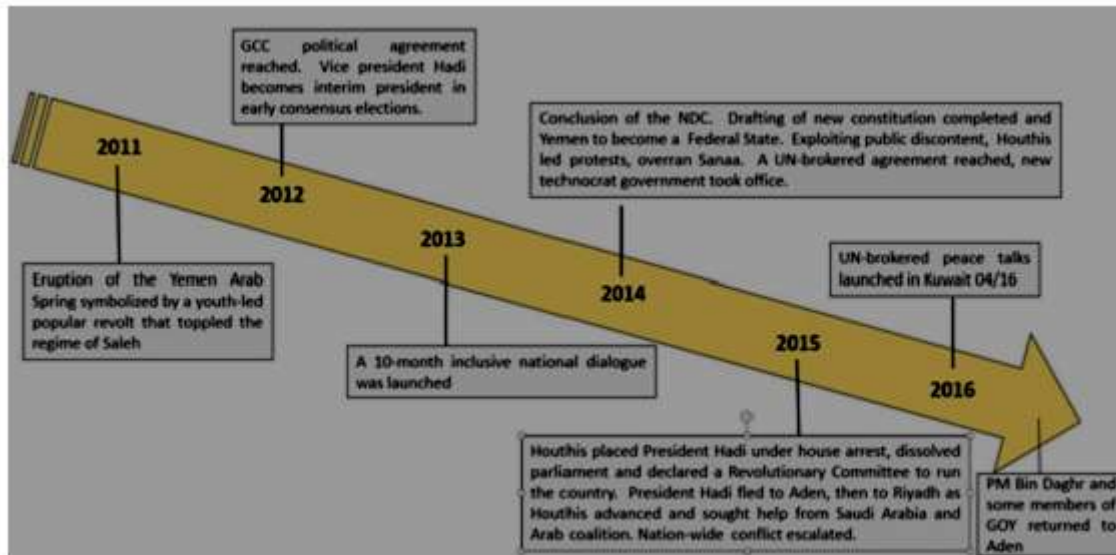 GCC political agreement
reached. Vice president Hadi
becomes interim president in
early consensus elections.
Conclusion of the NDC. Drafting of new constitution completed and
Yemen to become a Federal State. Exploiting public discontent, Houthis
led protests, overran Sanaa. A UN-brokered agreement reached, new
technocrat government took office.
2011
2012
2013
2014
2015
2016
UN-brokered peace talks
launched in Kuwait 04/16
Eruption of the Yemen Arab
Spring symbolized by a youth-led
popular revolt that toppled the
regime of Saleh
A 10-month inclusive national dialogue
was launched
Houthis placed President Hadi under house arrest, dissolved
parliament and declared a Revolutionary Committee to run
the country. President Hadi fled to Aden, then to Riyadh as
Houthis advanced and sought help from Saudi Arabia and
Arab coalition. Nation-wide conflict escalated.
PM Bin Daghr and
some members of
GOY returned to
Aden